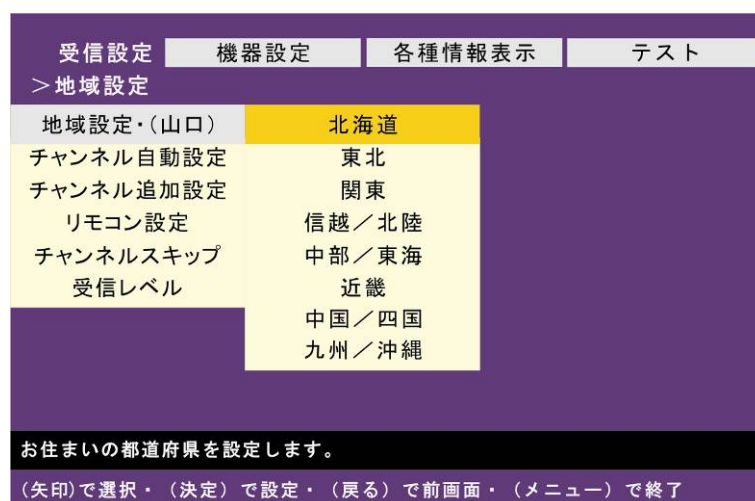 受信設定 機器設定 各種情報表示 テスト
＞地域設定
地域設定・(山口) 北海道
チャンネル自動設定 東北
チャンネル追加設定 関東
リモコン設定 信越／北陸
チャンネルスキップ 中部／東海
受信レベル 近畿
中国／四国
九州／沖縄
お住まいの都道府県を設定します。
(矢印)で選択・(決定)で設定・(戻る)で前画面・(メニュー)で終了